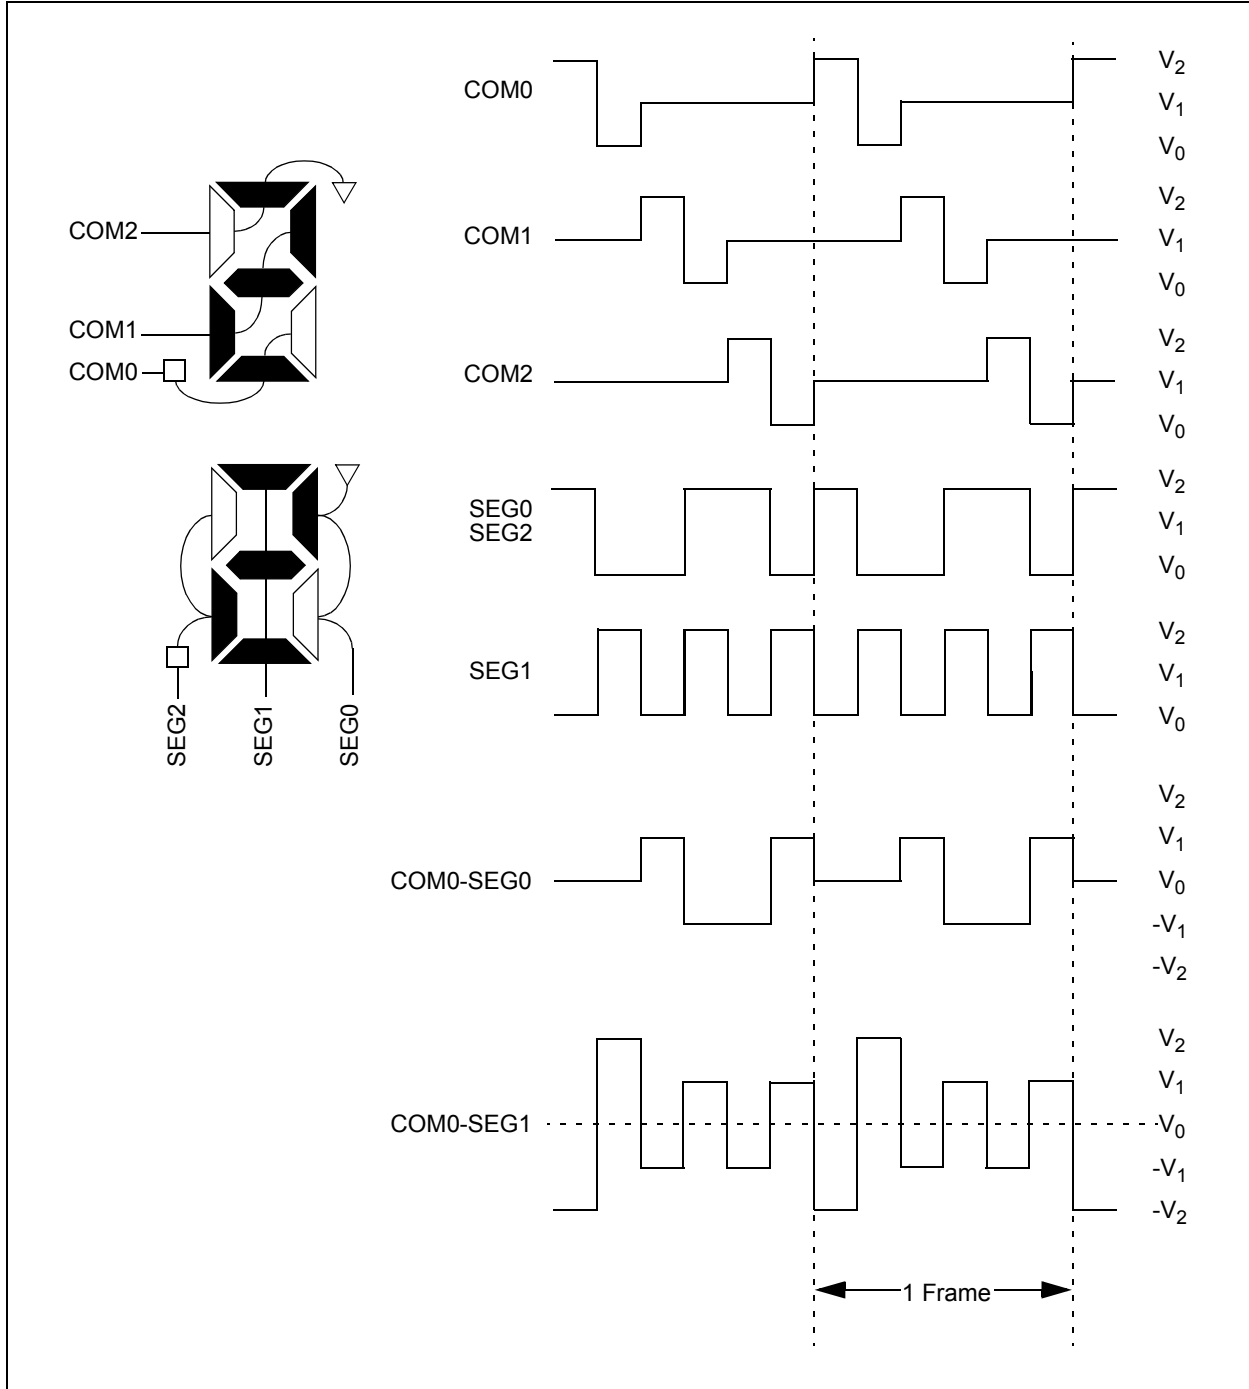 COM2
COM1
COM0
SEG2
SEG1
SEG0
COM0
V2
V1
V0
COM1
V2
V1
V0
COM2
V2
V1
V0
SEG0
SEG2
V2
V1
V0
SEG1
V2
V1
V0
COM0-SEG0
V2
V1
V0
-V1
-V2
COM0-SEG1
V2
V1
V0
-V1
-V2
1 Frame